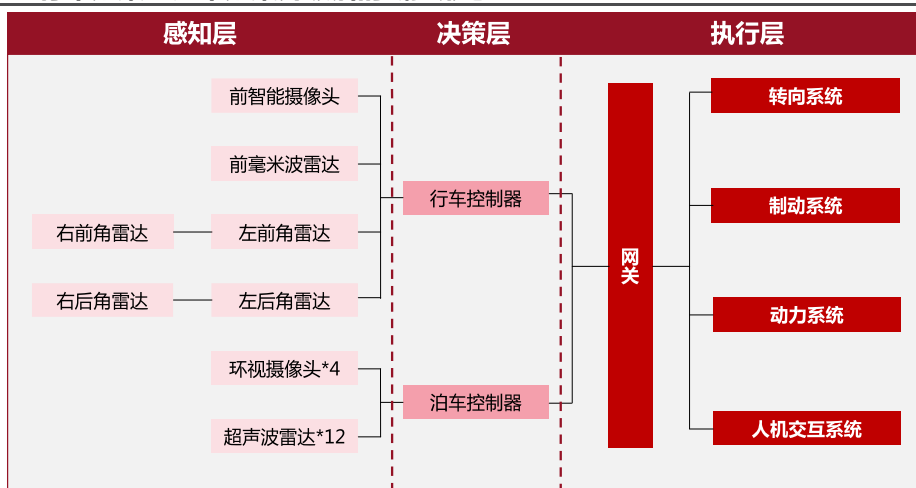 感知层
决策层
执行层
前智能摄像头
前毫米波雷达
右前角雷达
左前角雷达
右后角雷达
左后角雷达
环视摄像头*4
超声波雷达*12
行车控制器
泊车控制器
网关
转向系统
制动系统
动力系统
人机交互系统